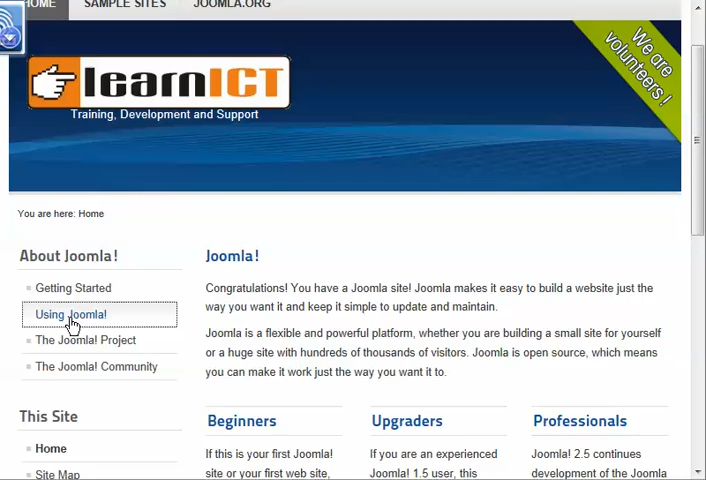 HOME SAMPLE SITES JOOMLA.ORG
learnICT
Training, Development and Support
We are
volunteers!
You are here: Home
About Joomla!
Getting Started
Using Joomla!
The Joomla! Project
The Joomla! Community
This Site
Home
Site Map
Joomla!
Congratulations! You have a Joomla site! Joomla makes it easy to build a website just the
way you want it and keep it simple to update and maintain.
Joomla is a flexible and powerful platform, whether you are building a small site for yourself
or a huge site with hundreds of thousands of visitors. Joomla is open source, which means
you can make it work just the way you want it to.
Beginners
If this is your first Joomla!
site or your first web site,
Upgraders
If you are an experienced
Joomla! 1.5 user, this
Professionals
Joomla! 2.5 continues
development of the Joomla